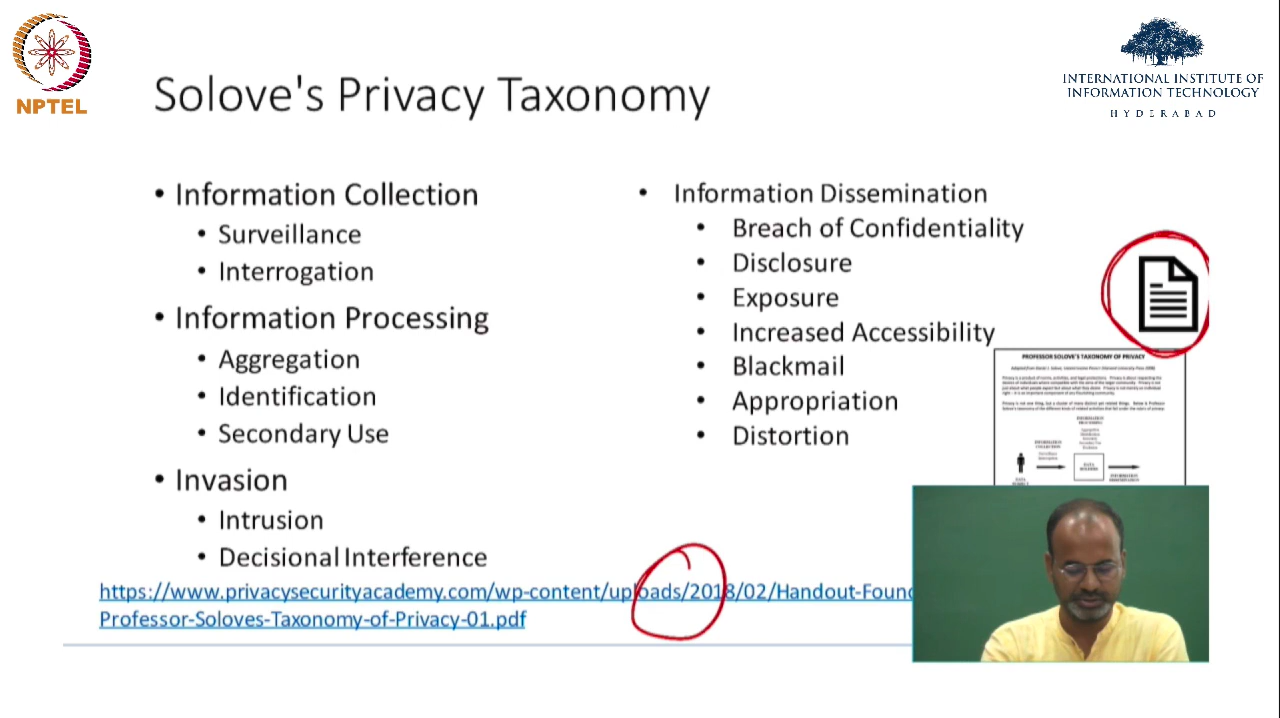 NPTEL
INTERNATIONAL INSTITUTE OF
INFORMATION TECHNOLOGY
HYDERABAD
Solove's Privacy Taxonomy
• Information Collection
• Surveillance
• Interrogation
• Information Processing
• Aggregation
• Identification
• Secondary Use
• Invasion
• Intrusion
• Decisional Interference
• Information Dissemination
• Breach of Confidentiality
• Disclosure
• Exposure
• Increased Accessibility
• Blackmail
• Appropriation
• Distortion
PROFESSOR SOLOVE'S TAXONOMY OF PRIVACY
https://www.privacysecurityacademy.com/wp-content/uploads/2018/02/Handout-Found
Professor-Soloves-Taxonomy-of-Privacy-01.pdf